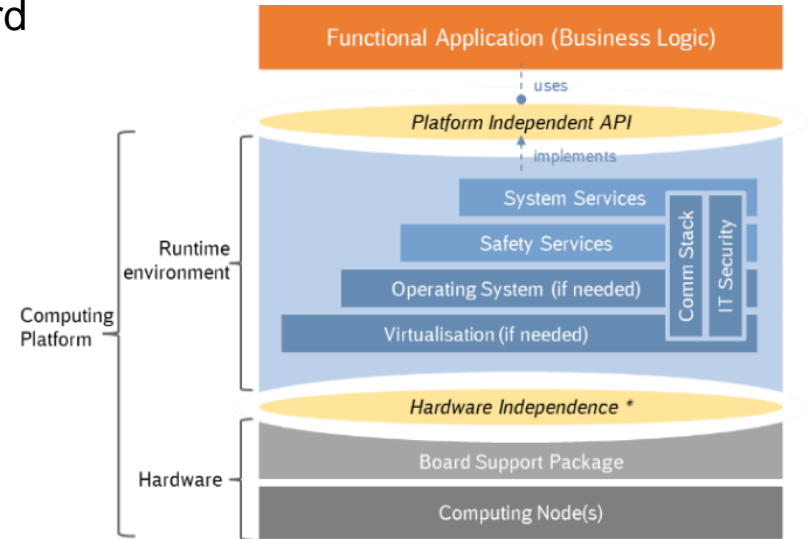 rd
Functional Application (Business Logic)
uses
Platform Independent API
implements
System Services
Safety Services
Operating System (if needed)
Virtualisation (if needed)
Comm Stack
IT Security
Runtime
environment
Computing
Platform
Hardware Independence *
Board Support Package
Hardware
Computing Node(s)